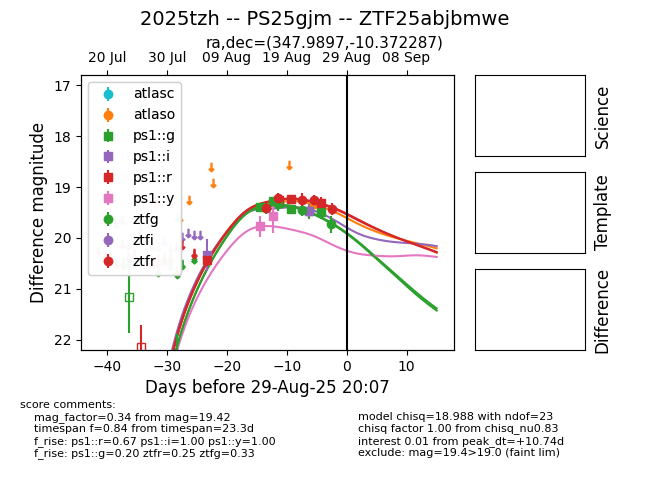 2025tzh -- PS25gjm -- ZTF25abjbmwe
ra,dec=(347.9897,-10.372287)
20 Jul 30 Jul 09 Aug 19 Aug 29 Aug 08 Sep
17
18
19
20
21
22
Difference magnitude
atlasc
atlaso
ps1::g
ps1::i
ps1::r
ps1::y
ztfg
ztfi
ztfr
−40 −30 −20 −10 0 10
Days before 29-Aug-25 20:07
Science
Template
Difference
score comments:
mag_factor=0.34 from mag=19.42
timespan f=0.84 from timespan=23.3d
f_rise: ps1::r=0.67 ps1::i=1.00 ps1::y=1.00
f_rise: ps1::g=0.20 ztfr=0.25 ztfg=0.33
model chisq=18.988 with ndof=23
chisq factor 1.00 from chisq_nu0.83
interest 0.01 from peak_dt=+10.74d
exclude: mag=19.4>19.0 (faint lim)